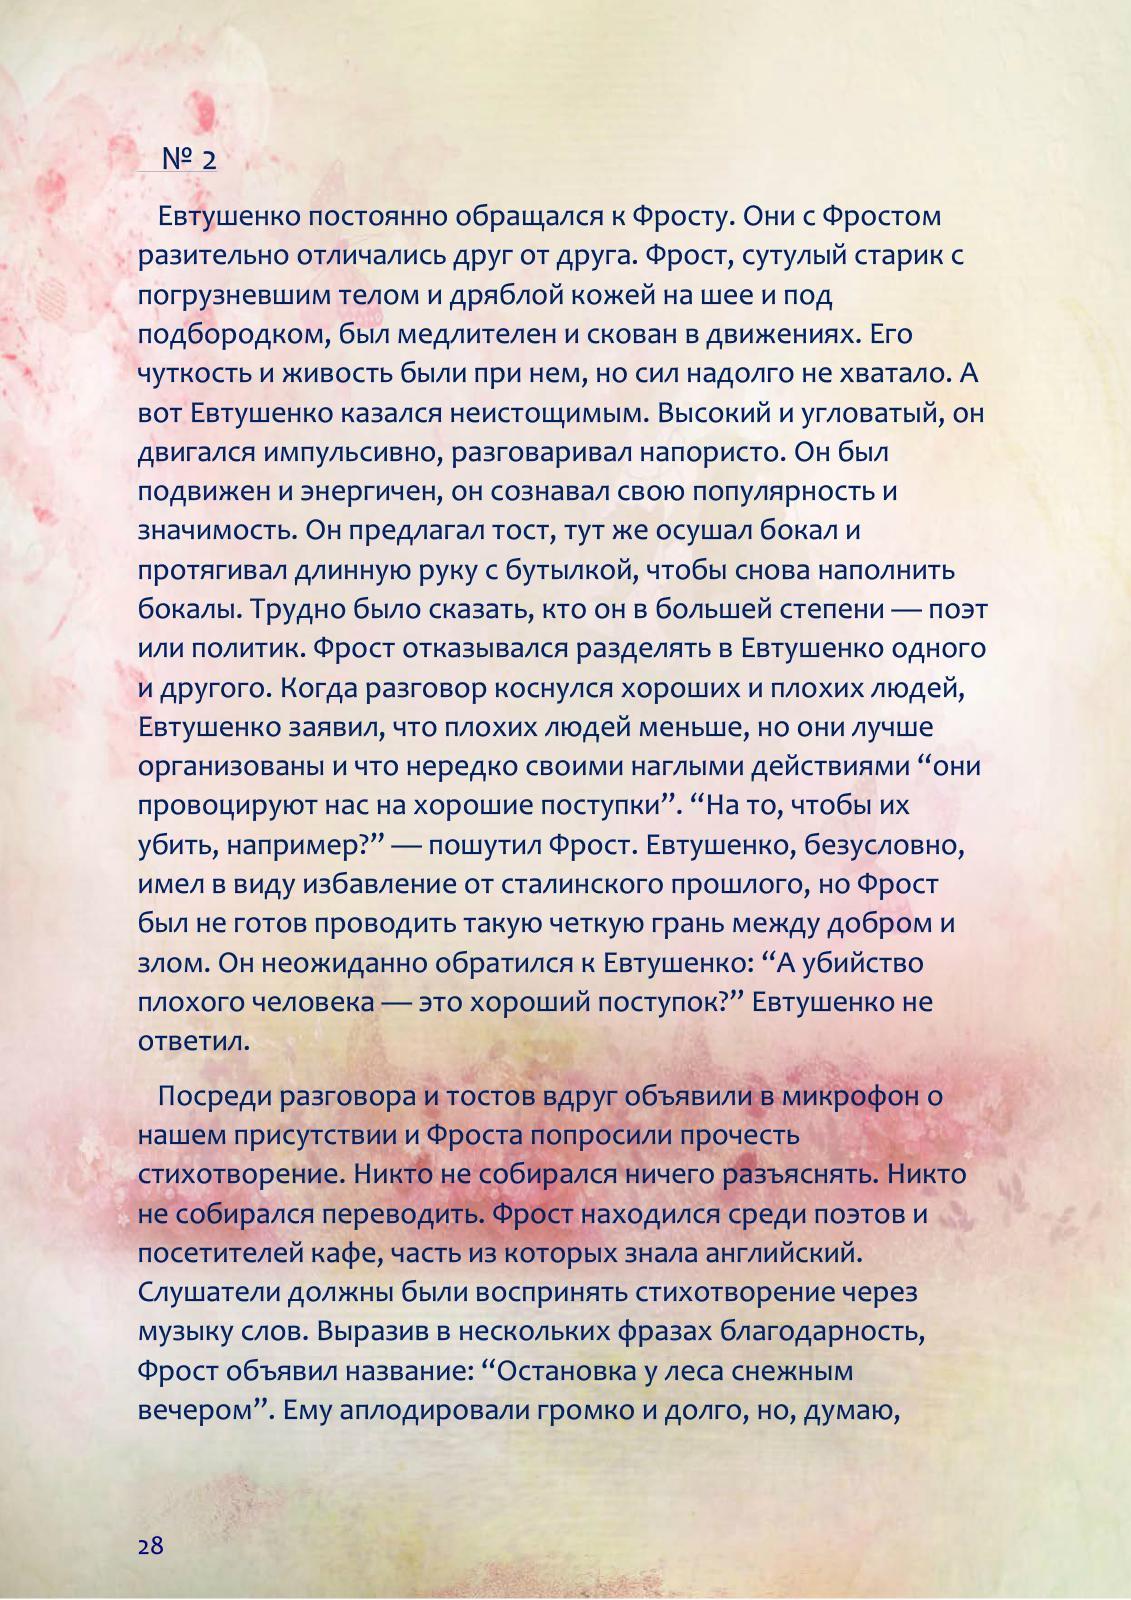 № 2
Евтушенко постоянно обращался к Фросту. Они с Фростом
разительно отличались друг от друга. Фрост, сутулый старик с
погрузневшим телом и дряблой кожей на шее и под
подбородком, был медлителен и скован в движениях. Его
чуткость и живость были при нем, но сил надолго не хватало. А
вот Евтушенко казался неистощимым. Высокий и угловатый, он
двигался импульсивно, разговаривал напористо. Он был
подвижен и энергичен, он сознавал свою популярность и
значимость. Он предлагал тост, тут же осушал бокал и
протягивал длинную руку с бутылкой, чтобы снова наполнить
бокалы. Трудно было сказать, кто он в большей степени — поэт
или политик. Фрост отказывался разделять в Евтушенко одного
и другого. Когда разговор коснулся хороших и плохих людей,
Евтушенко заявил, что плохих людей меньше, но они лучше
организованы и что нередко своими наглыми действиями “они
провоцируют нас на хорошие поступки”. “На то, чтобы их
убить, например?” — пошутил Фрост. Евтушенко, безусловно,
имел в виду избавление от сталинского прошлого, но Фрост
был не готов проводить такую четкую грань между добром и
злом. Он неожиданно обратился к Евтушенко: “А убийство
плохого человека — это хороший поступок?” Евтушенко не
ответил.
Посреди разговора и тостов вдруг объявили в микрофон о
нашем присутствии и Фроста попросили прочесть
стихотворение. Никто не собирался ничего разъяснять. Никто
не собирался переводить. Фрост находился среди поэтов и
посетителей кафе, часть из которых знала английский.
Слушатели должны были воспринять стихотворение через
музыку слов. Выразив в нескольких фразах благодарность,
Фрост объявил название: “Остановка у леса снежным
вечером”. Ему аплодировали громко и долго, но, думаю,
28